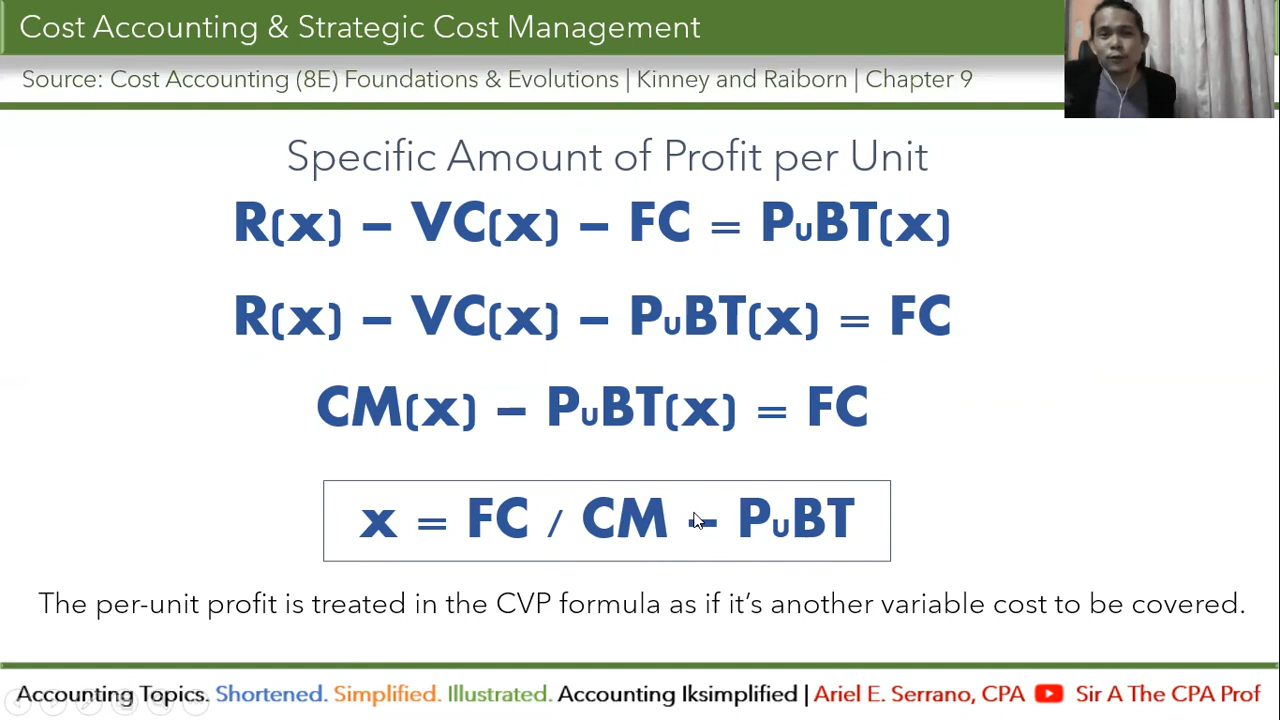 Cost Accounting & Strategic Cost Management
Source: Cost Accounting (8E) Foundations & Evolutions | Kinney and Raiborn | Chapter 9
Specific Amount of Profit per Unit
R(x) – VC(x) – FC = PUBT(x)
R(x) – VC(x) – PUBT(x) = FC
CM(x) – PUBT(x) = FC
x = FC / CM – PUBT
The per-unit profit is treated in the CVP formula as if it's another variable cost to be covered.
Accounting Topics. Shortened. Simplified. Illustrated. Accounting Iksimplified | Ariel E. Serrano, CPA Sir A The CPA Prof